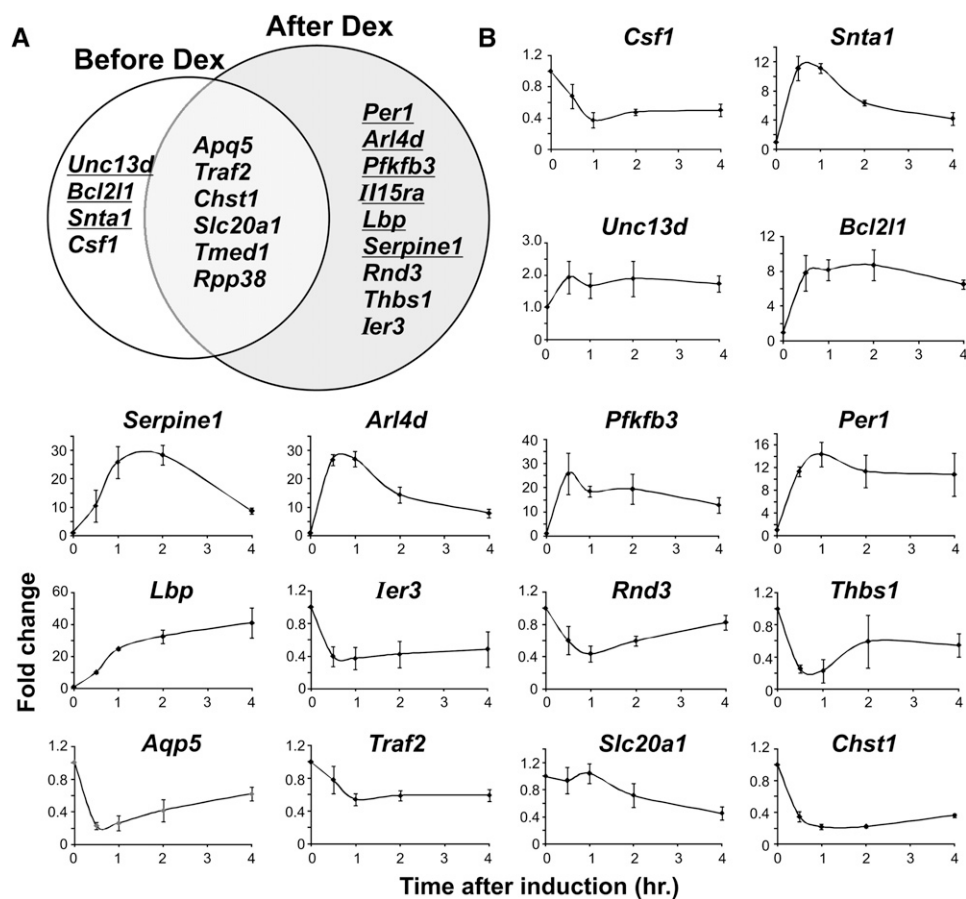 A
Before Dex
After Dex
Unc13d
Bcl2l1
Snta1
Csf1
Apq5
Traf2
Chst1
Slc20a1
Tmed1
Rpp38
Per1
Arl4d
Pfkfb3
Il15ra
Lbp
Serpine1
Rnd3
Thbs1
Ier3
B
Csf1
1.2
0.8
0.4
0
0 1 2 3 4
Snta1
12
8
4
0
0 1 2 3 4
Unc13d
3.0
2.0
1.0
0
0 1 2 3 4
Bcl2l1
12
8
4
0
0 1 2 3 4
Serpine1
30
20
10
0
0 1 2 3 4
Arl4d
30
20
10
0
0 1 2 3 4
Pfkfb3
40
30
20
10
0
0 1 2 3 4
Per1
16
12
8
4
0
0 1 2 3 4
Fold change
Lbp
60
40
20
0
0 1 2 3 4
Ier3
1.2
0.8
0.4
0
0 1 2 3 4
Rnd3
1.2
0.8
0.4
0
0 1 2 3 4
Thbs1
1.2
0.8
0.4
0
0 1 2 3 4
Aqp5
1.2
0.8
0.4
0
0 1 2 3 4
Traf2
1.2
0.8
0.4
0
0 1 2 3 4
Slc20a1
1.2
0.8
0.4
0
0 1 2 3 4
Chst1
1.2
0.8
0.4
0
0 1 2 3 4
Time after induction (hr.)